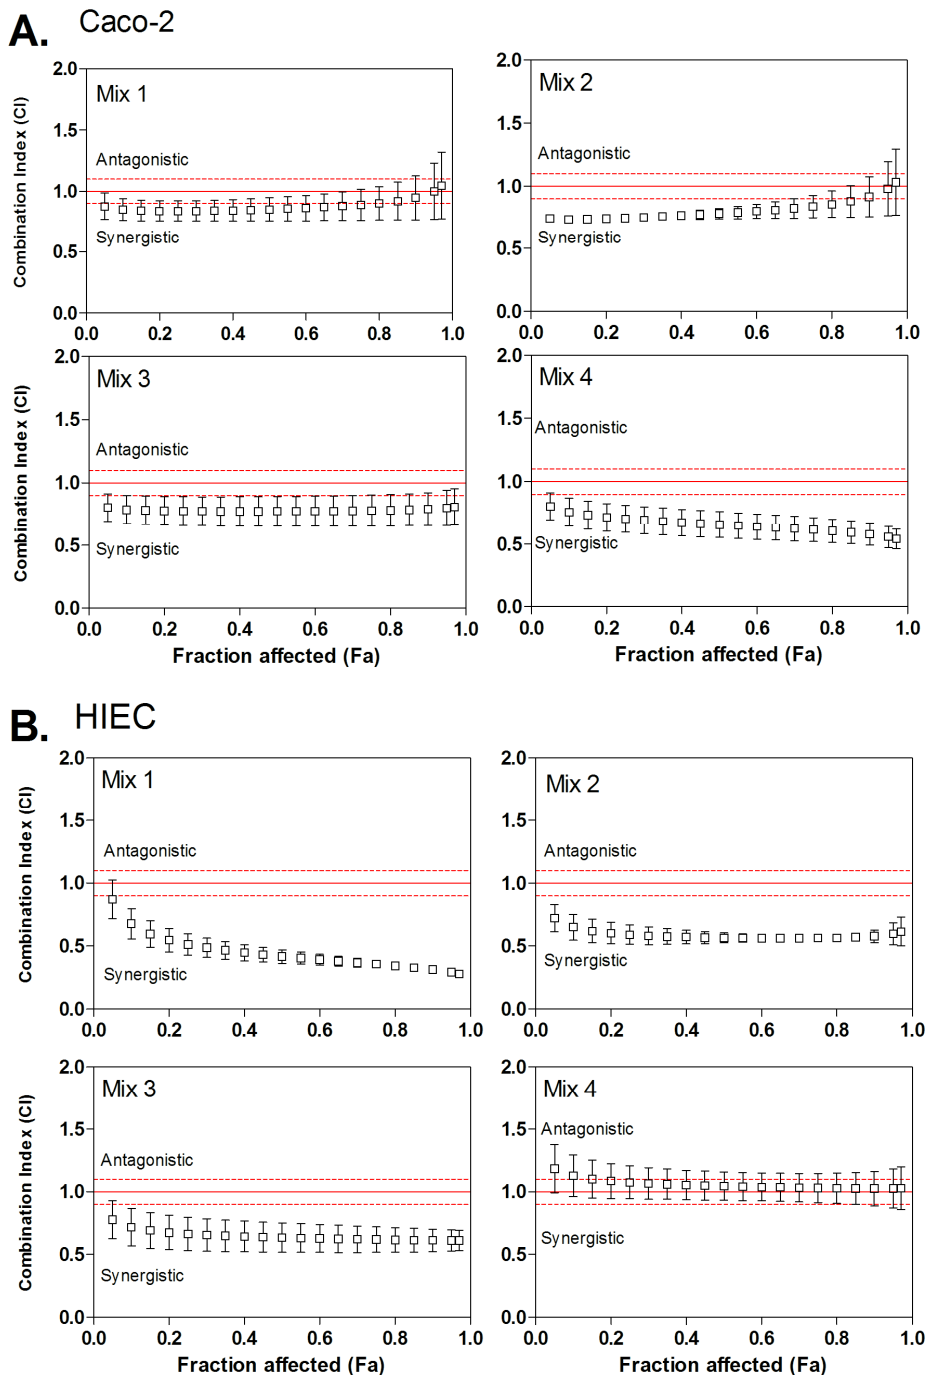 A. Caco-2
Mix 1
Mix 2
Combination Index (CI)
2.0
1.5
1.0
0.5
0.0
Antagonistic
Synergistic
0.0 0.2 0.4 0.6 0.8 1.0
2.0
1.5
1.0
0.5
0.0
Antagonistic
Synergistic
0.0 0.2 0.4 0.6 0.8 1.0
Mix 3
Mix 4
Combination Index (CI)
2.0
1.5
1.0
0.5
0.0
Antagonistic
Synergistic
0.0 0.2 0.4 0.6 0.8 1.0
Fraction affected (Fa)
2.0
1.5
1.0
0.5
0.0
Antagonistic
Synergistic
0.0 0.2 0.4 0.6 0.8 1.0
Fraction affected (Fa)
B. HIEC
Mix 1
Mix 2
Combination Index (CI)
2.0
1.5
1.0
0.5
0.0
Antagonistic
Synergistic
0.0 0.2 0.4 0.6 0.8 1.0
2.0
1.5
1.0
0.5
0.0
Antagonistic
Synergistic
0.0 0.2 0.4 0.6 0.8 1.0
Mix 3
Mix 4
Combination Index (CI)
2.0
1.5
1.0
0.5
0.0
Antagonistic
Synergistic
0.0 0.2 0.4 0.6 0.8 1.0
Fraction affected (Fa)
2.0
1.5
1.0
0.5
0.0
Antagonistic
Synergistic
0.0 0.2 0.4 0.6 0.8 1.0
Fraction affected (Fa)